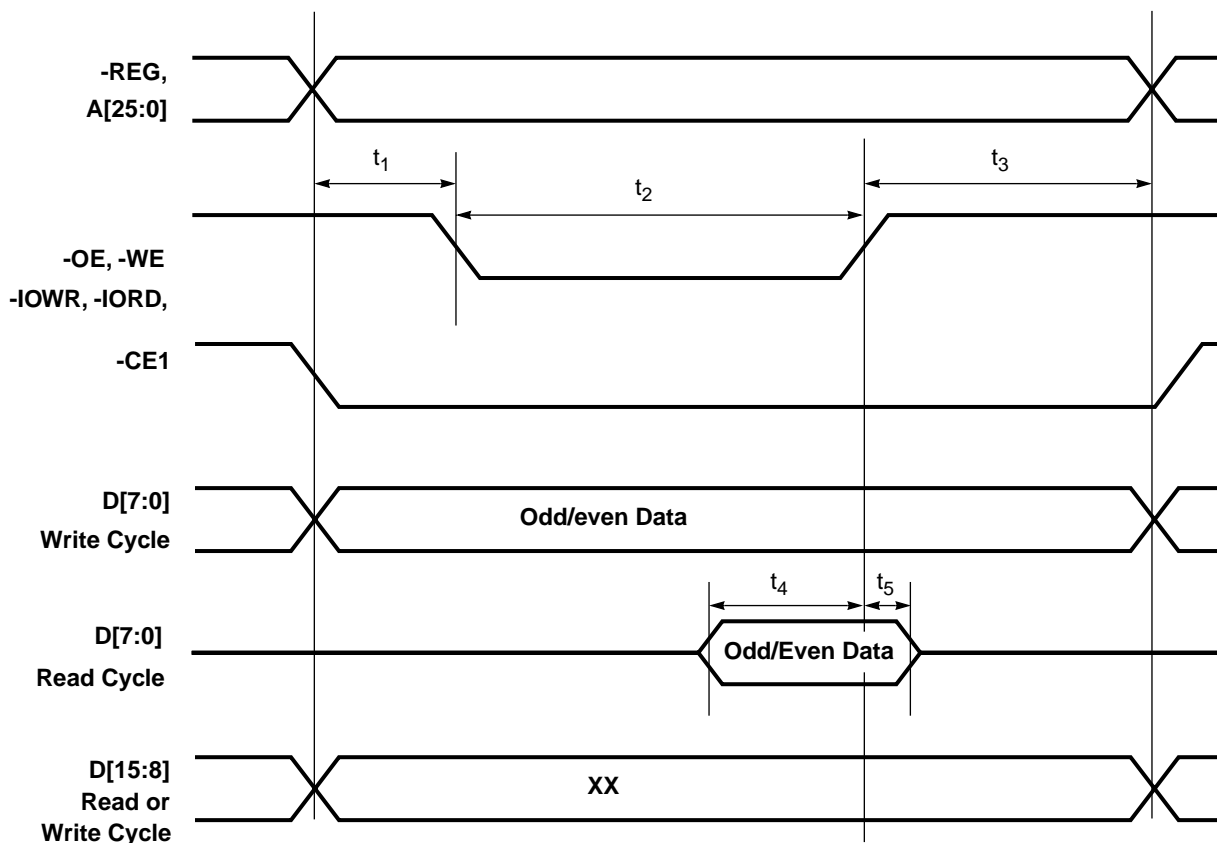 -REG,
A[25:0]
t1
t2
t3
-OE, -WE
-IOWR, -IORD,
-CE1
D[7:0]
Write Cycle
Odd/even Data
t4
t5
D[7:0]
Read Cycle
Odd/Even Data
D[15:8]
Read or
Write Cycle
XX